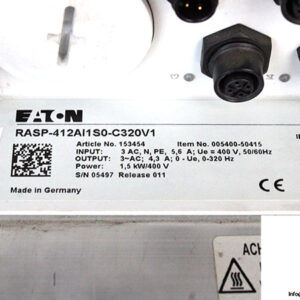 EATON
RASP-412AI1S0-C320V1
Article No. 153454 Item No. 005400-50415
INPUT: 3 AC, N, PE, 5,6 A; Ue = 400 V, 50/60Hz
OUTPUT: 3~AC; 4,3 A; 0 - Ue, 0-320 Hz
Power: 1,5 kW/400 V
S/N 05497 Release 011
Made in Germany